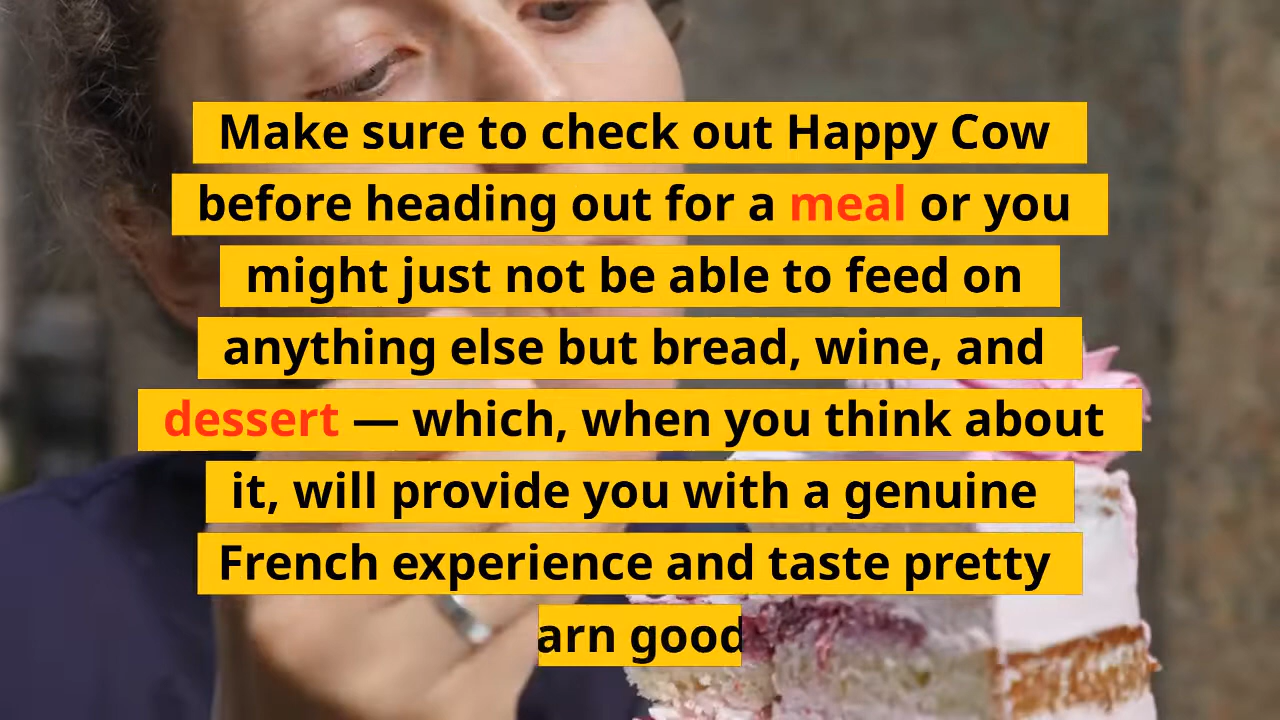 Make sure to check out Happy Cow
before heading out for a meal or you
might just not be able to feed on
anything else but bread, wine, and
dessert — which, when you think about
it, will provide you with a genuine
French experience and taste pretty
arn good